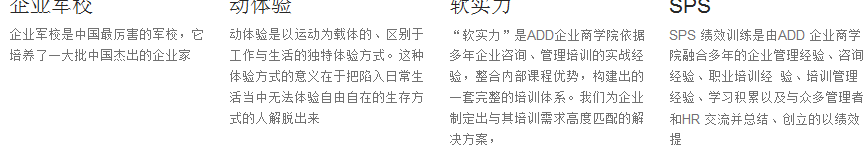 企业军校
企业军校是中国最厉害的军校，它
培养了一大批中国杰出的企业家
动体验
动体验是以运动为载体的、区别于
工作与生活的独特体验方式。这种
体验方式的意义在于把陷入日常生
活当中无法体验自由自在的生存方
式的人解脱出来
软实力
“软实力”是ADD企业商学院依据
多年企业咨询、管理培训的实战经
验，整合内部课程优势，构建出的
一套完整的培训体系。我们为企业
制定出与其培训需求高度匹配的解
决方案，
SPS
SPS 绩效训练是由ADD 企业商学
院融合多年的企业管理经验、咨询
经验、职业培训经 验、培训管理
经验、学习积累以及与众多管理者
和HR 交流并总结、创立的以绩效
提